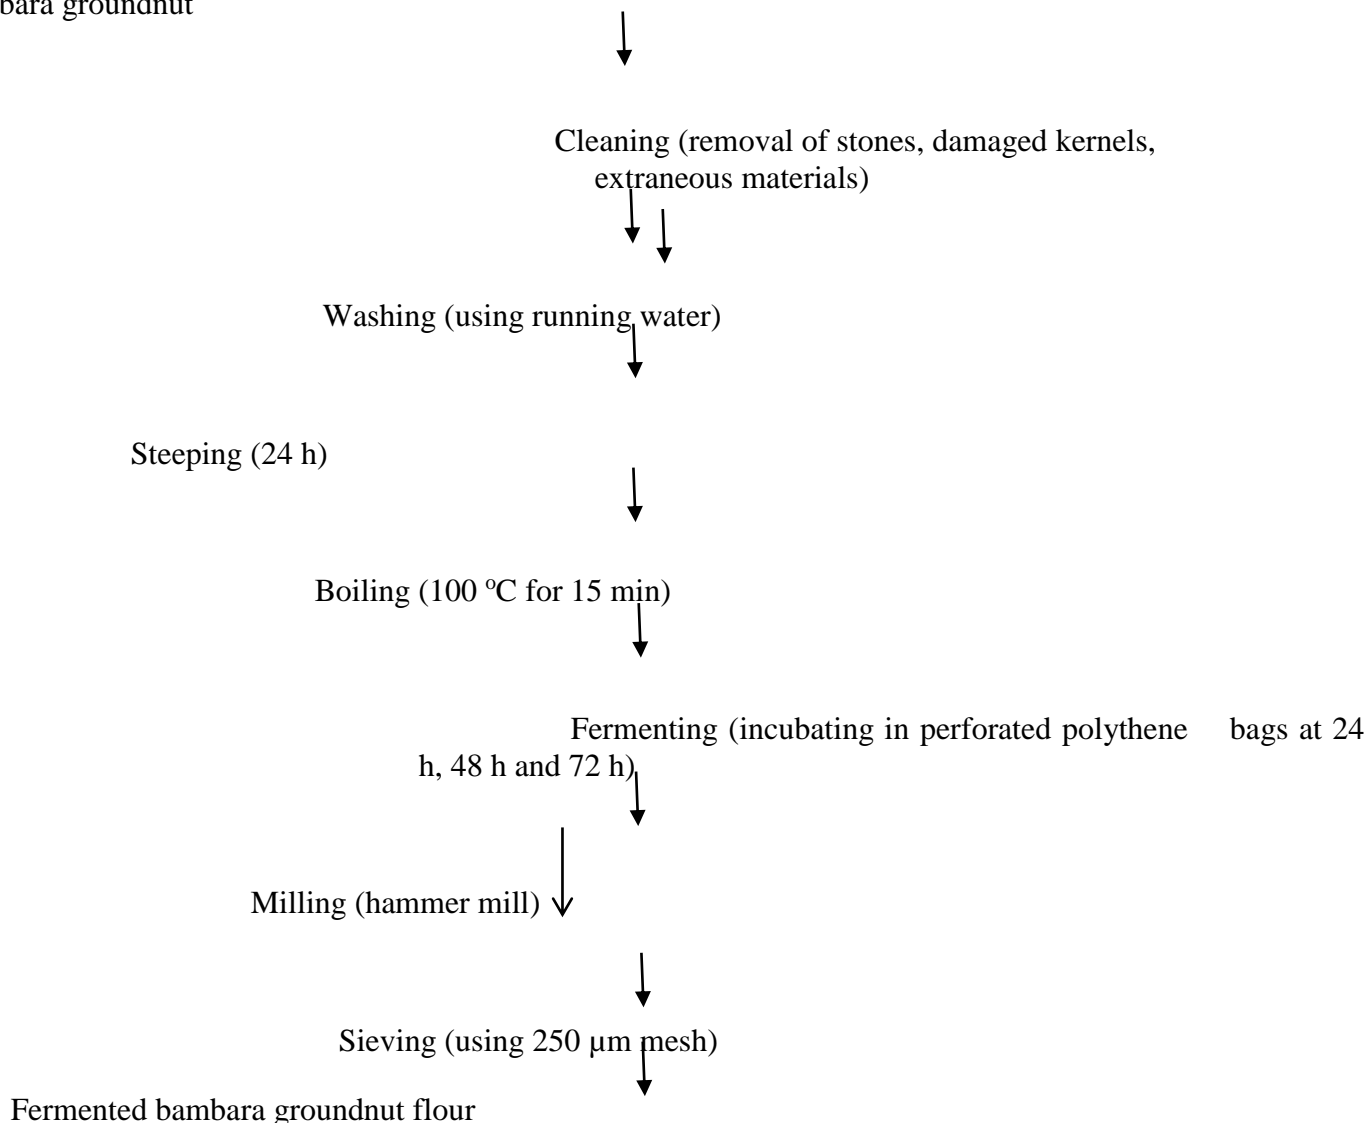 bara groundnut
Cleaning (removal of stones, damaged kernels,
extraneous materials)
Washing (using running water)
Steeping (24 h)
Boiling (100 °C for 15 min)
Fermenting (incubating in perforated polythene bags at 24
h, 48 h and 72 h)
Milling (hammer mill)
Sieving (using 250 µm mesh)
Fermented bambara groundnut flour